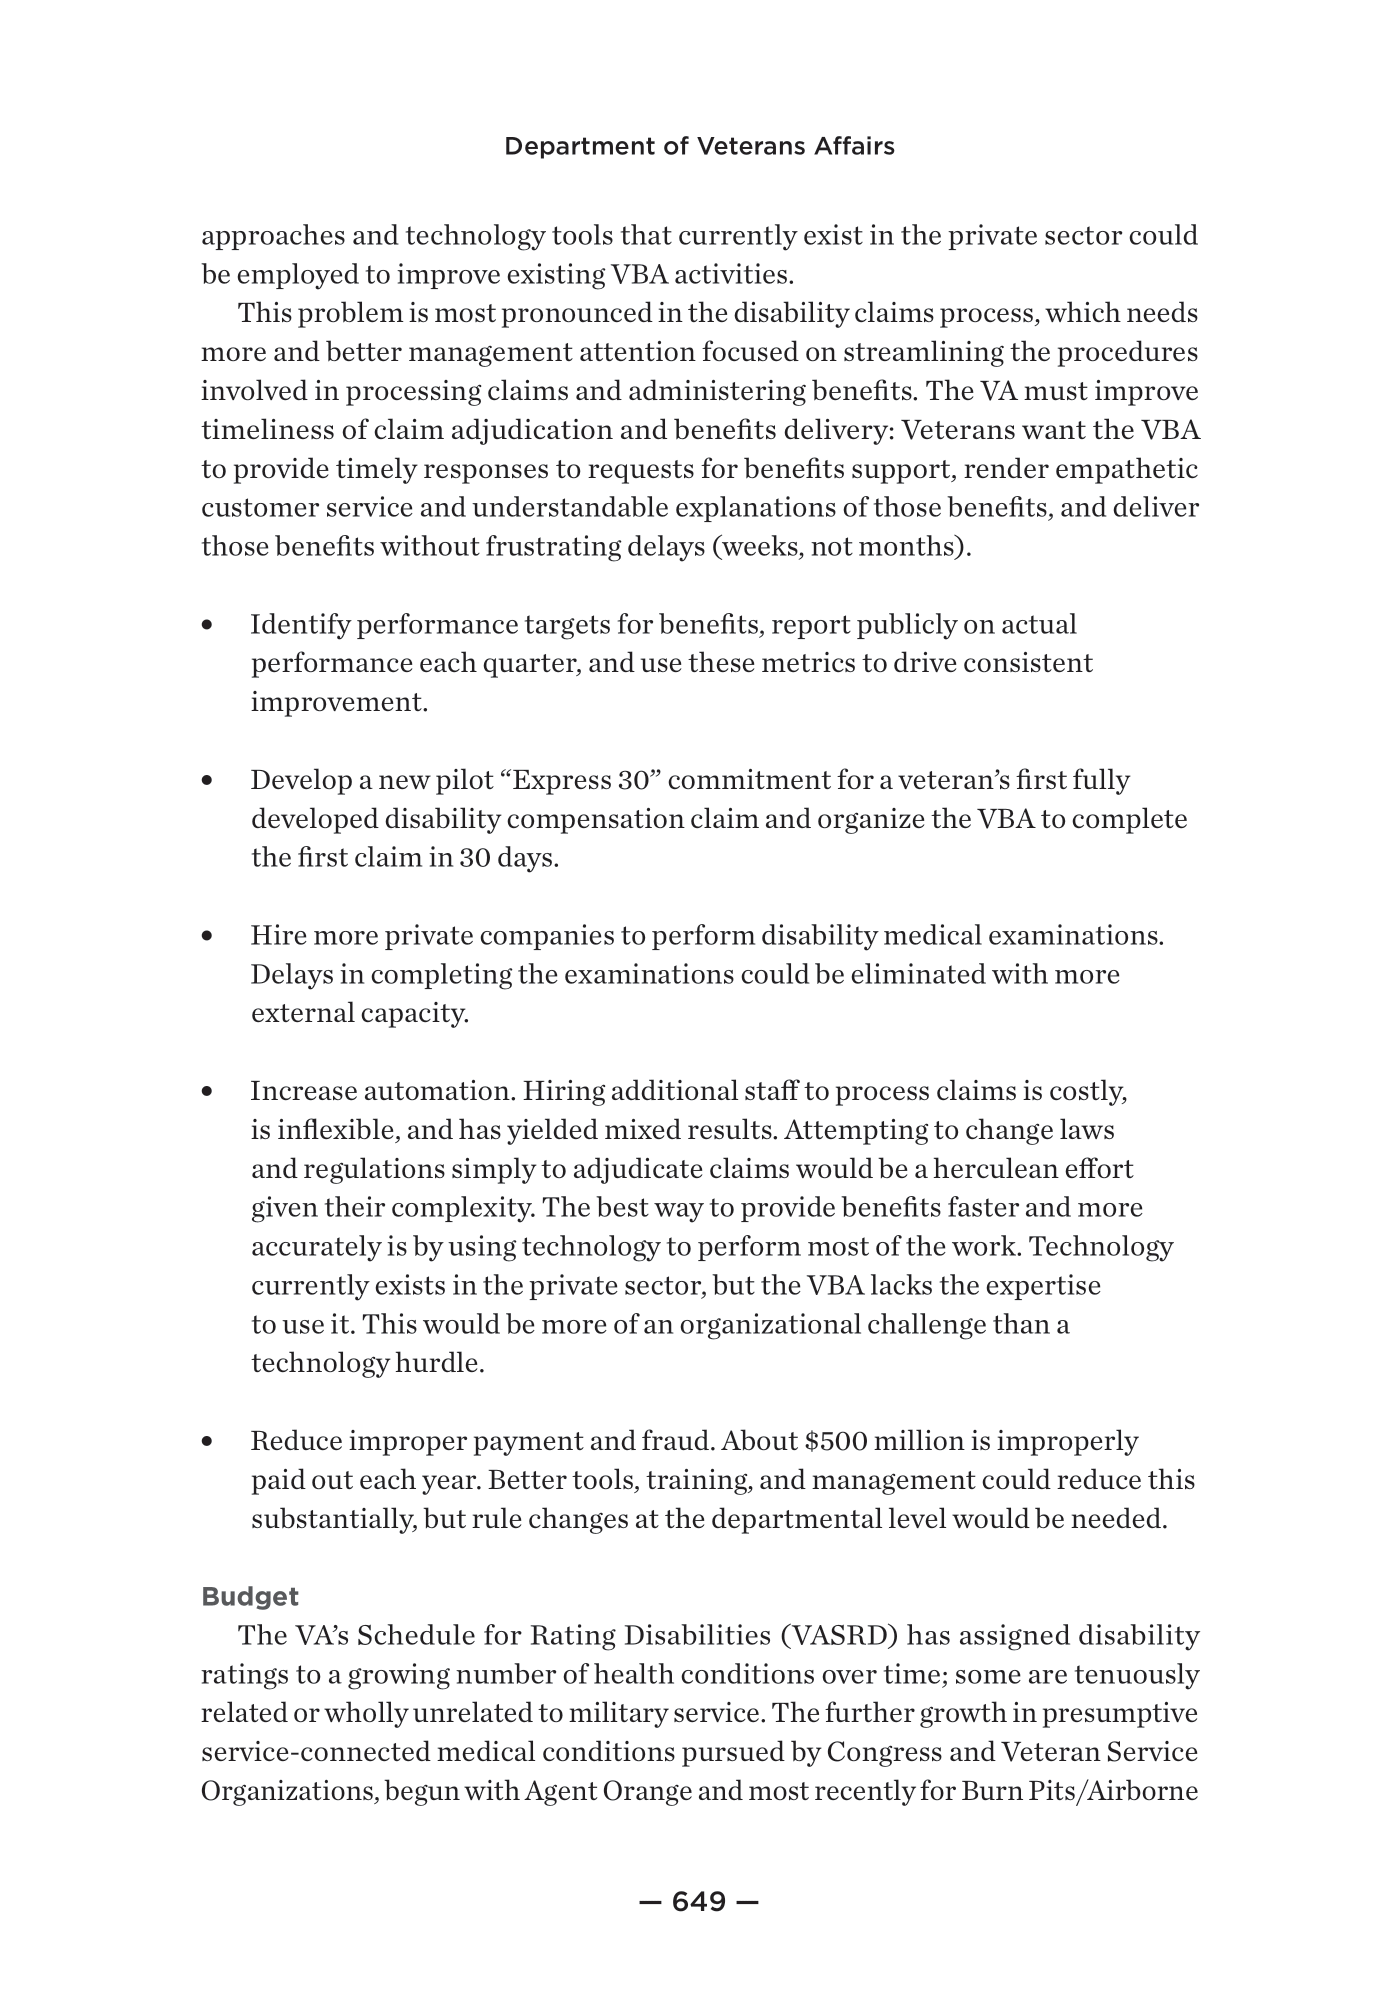 Department of Veterans Affairs
approaches and technology tools that currently exist in the private sector could
be employed to improve existing VBA activities.
This problem is most pronounced in the disability claims process, which needs
more and better management attention focused on streamlining the procedures
involved in processing claims and administering benefits. The VA must improve
timeliness of claim adjudication and benefits delivery: Veterans want the VBA
to provide timely responses to requests for benefits support, render empathetic
customer service and understandable explanations of those benefits, and deliver
those benefits without frustrating delays (weeks, not months).
• Identify performance targets for benefits, report publicly on actual
performance each quarter, and use these metrics to drive consistent
improvement.
• Develop a new pilot “Express 30” commitment for a veteran’s first fully
developed disability compensation claim and organize the VBA to complete
the first claim in 30 days.
• Hire more private companies to perform disability medical examinations.
Delays in completing the examinations could be eliminated with more
external capacity.
• Increase automation. Hiring additional staff to process claims is costly,
is inflexible, and has yielded mixed results. Attempting to change laws
and regulations simply to adjudicate claims would be a herculean effort
given their complexity. The best way to provide benefits faster and more
accurately is by using technology to perform most of the work. Technology
currently exists in the private sector, but the VBA lacks the expertise
to use it. This would be more of an organizational challenge than a
technology hurdle.
• Reduce improper payment and fraud. About $500 million is improperly
paid out each year. Better tools, training, and management could reduce this
substantially, but rule changes at the departmental level would be needed.
Budget
The VA’s Schedule for Rating Disabilities (VASRD) has assigned disability
ratings to a growing number of health conditions over time; some are tenuously
related or wholly unrelated to military service. The further growth in presumptive
service-connected medical conditions pursued by Congress and Veteran Service
Organizations, begun with Agent Orange and most recently for Burn Pits/Airborne
— 649 —